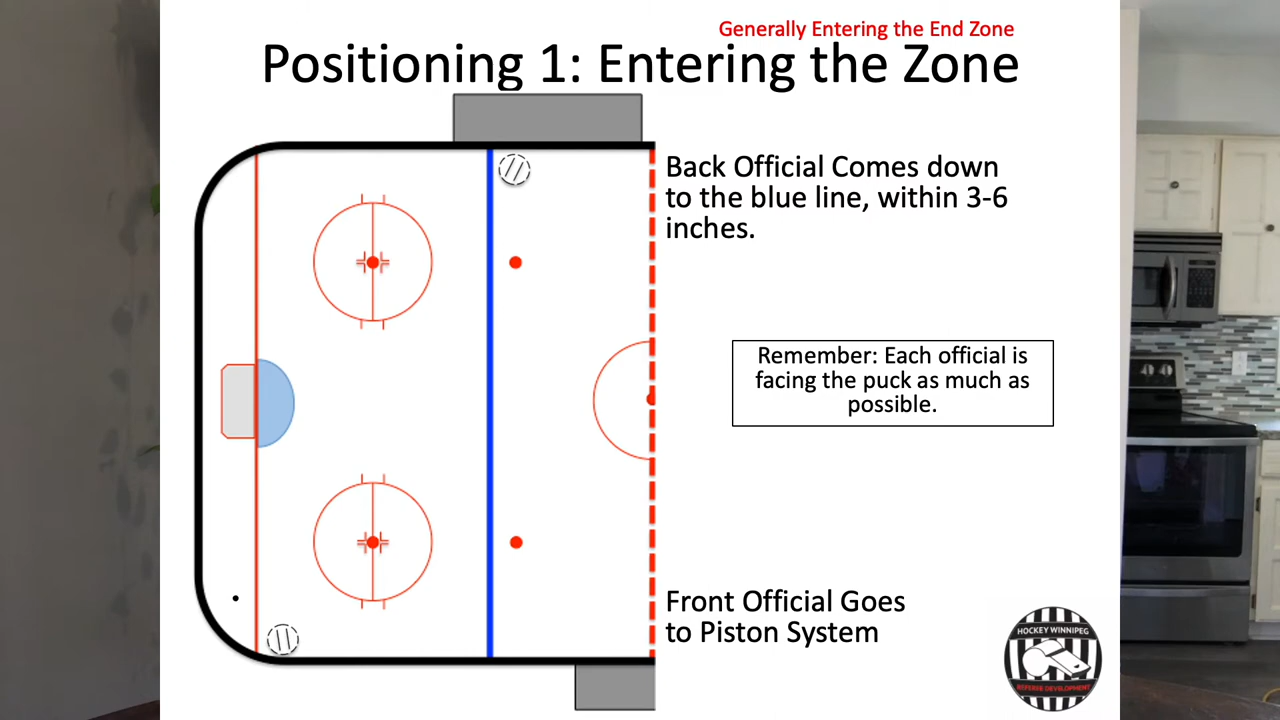 Generally Entering the End Zone
Positioning 1: Entering the Zone
Back Official Comes down
to the blue line, within 3-6
inches.
Remember: Each official is
facing the puck as much as
possible.
Front Official Goes
to Piston System
HOCKEY WINNIPEG
REFEREE DEVELOPMENT